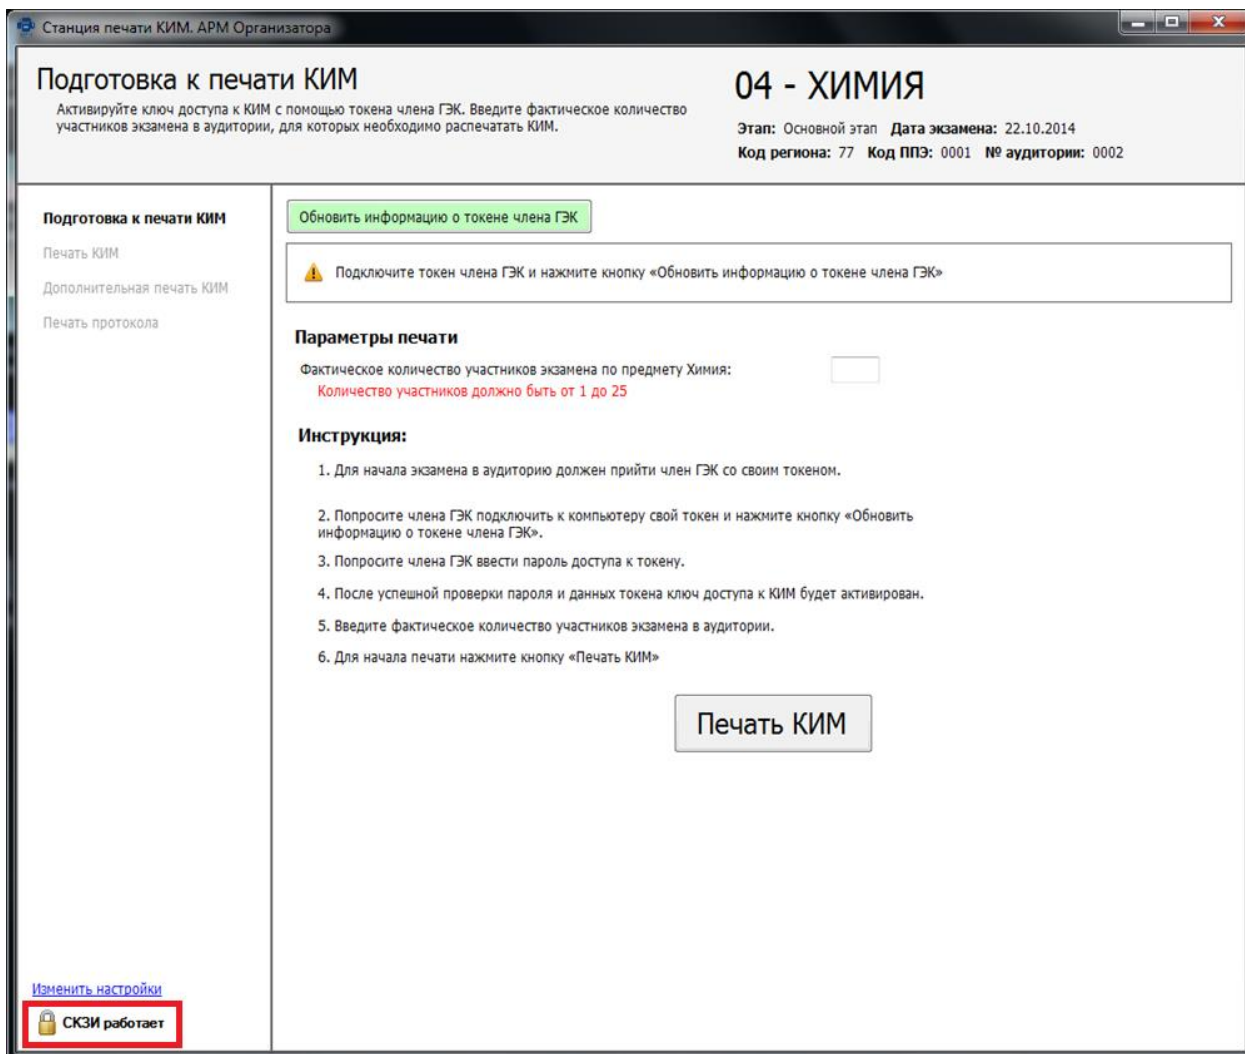 Станция печати КИМ. АРМ Организатора
Подготовка к печати КИМ
Активируйте ключ доступа к КИМ с помощью токена члена ГЭК. Введите фактическое количество
участников экзамена в аудитории, для которых необходимо распечатать КИМ.
04 - ХИМИЯ
Этап: Основной этап Дата экзамена: 22.10.2014
Код региона: 77 Код ППЭ: 0001 № аудитории: 0002
Подготовка к печати КИМ
Печать КИМ
Дополнительная печать КИМ
Печать протокола
Обновить информацию о токене члена ГЭК
Подключите токен члена ГЭК и нажмите кнопку «Обновить информацию о токене члена ГЭК»
Параметры печати
Фактическое количество участников экзамена по предмету Химия:
Количество участников должно быть от 1 до 25
Инструкция:
1. Для начала экзамена в аудиторию должен прийти член ГЭК со своим токеном.
2. Попросите члена ГЭК подключить к компьютеру свой токен и нажмите кнопку «Обновить
информацию о токене члена ГЭК».
3. Попросите члена ГЭК ввести пароль доступа к токену.
4. После успешной проверки пароля и данных токена ключ доступа к КИМ будет активирован.
5. Введите фактическое количество участников экзамена в аудитории.
6. Для начала печати нажмите кнопку «Печать КИМ»
Печать КИМ
Изменить настройки
СКЗИ работает